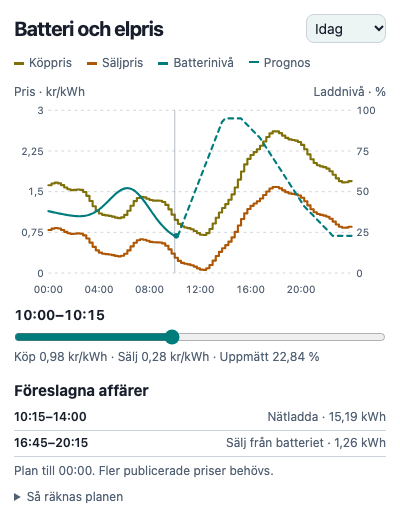 Batteri och elpris
Idag
Köppris Säljpris Batterinivå Prognos
Pris · kr/kWh Laddnivå · %
3 100
2,25 75
1,5 50
0,75 25
0 0
00:00 04:00 08:00 12:00 16:00 20:00
10:00–10:15
Köp 0,98 kr/kWh · Sälj 0,28 kr/kWh · Uppmätt 22,84 %
Föreslagna affärer
10:15–14:00 Nätladda · 15,19 kWh
16:45–20:15 Sälj från batteriet · 1,26 kWh
Plan till 00:00. Fler publicerade priser behövs.
Så räknas planen